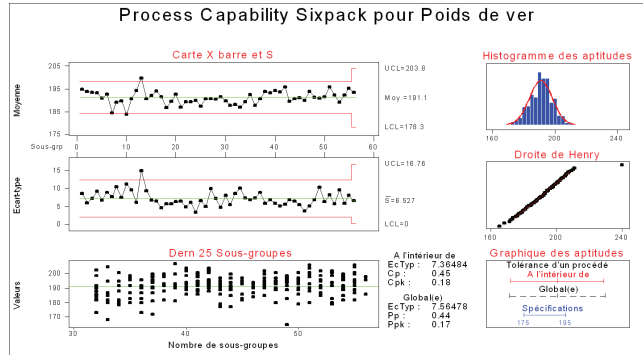 Process Capability Sixpack pour Poids de ver
Carte X barre et S
Moyenne
205
195
185
175
UCL=203.8
Moy.=191.1
LCL=178.3
Sous-grp
0 10 20 30 40 50 60
Ecart-type
15
10
5
0
UCL=16.76
S=6.527
LCL=0
Dern 25 Sous-groupes
Valeurs
200
190
180
170
30 40 50
Nombre de sous-groupes
A l'intérieur de
EcTyp : 7.36484
Cp : 0.45
Cpk : 0.18
Global(e)
EcTyp : 7.56478
Pp : 0.44
Ppk : 0.17
Histogramme des aptitudes
160 200 240
Droite de Henry
160 200 240
Graphique des aptitudes
Tolérance d'un procédé
A l'intérieur de
Global(e)
Spécifications
175 195